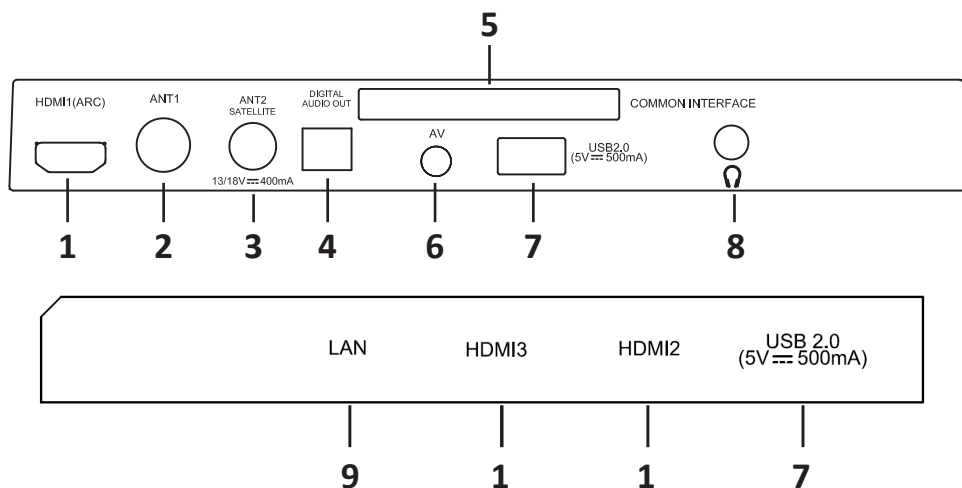 5
HDMI1(ARC)
ANT1
ANT2
SATELLITE
13/18V⎓400mA
DIGITAL
AUDIO OUT
COMMON INTERFACE
AV
USB2.0
(5V⎓500mA)
1 2 3 4 6 7 8
LAN
HDMI3
HDMI2
USB 2.0
(5V⎓500mA)
9 1 1 7